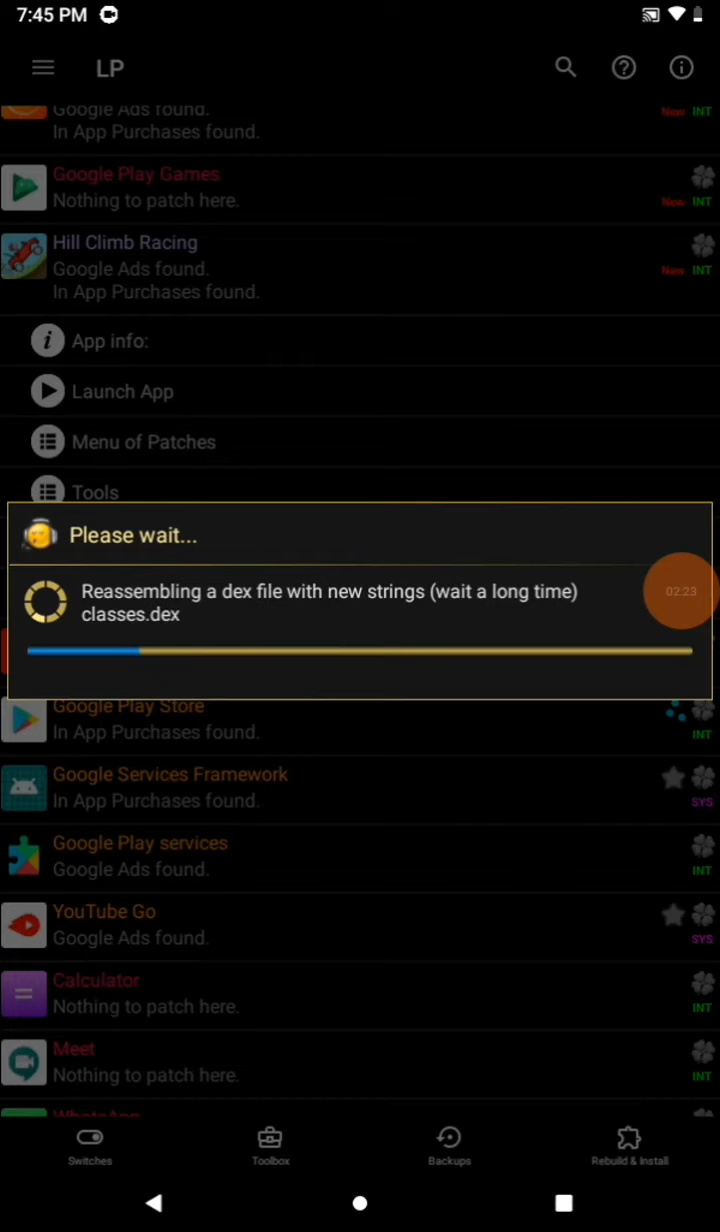 7:45 PM
LP
Google Ads found.
In App Purchases found.
New INT
Google Play Games
Nothing to patch here.
New INT
Hill Climb Racing
Google Ads found.
In App Purchases found.
New INT
App info:
Launch App
Menu of Patches
Tools
Please wait...
Reassembling a dex file with new strings (wait a long time)
classes.dex
02:23
Google Play Store
In App Purchases found.
INT
Google Services Framework
In App Purchases found.
SYS
Google Play services
Google Ads found.
INT
YouTube Go
Google Ads found.
SYS
Calculator
Nothing to patch here.
INT
Meet
Nothing to patch here.
INT
WhatsApp
Switches
Toolbox
Backups
Rebuild & Install